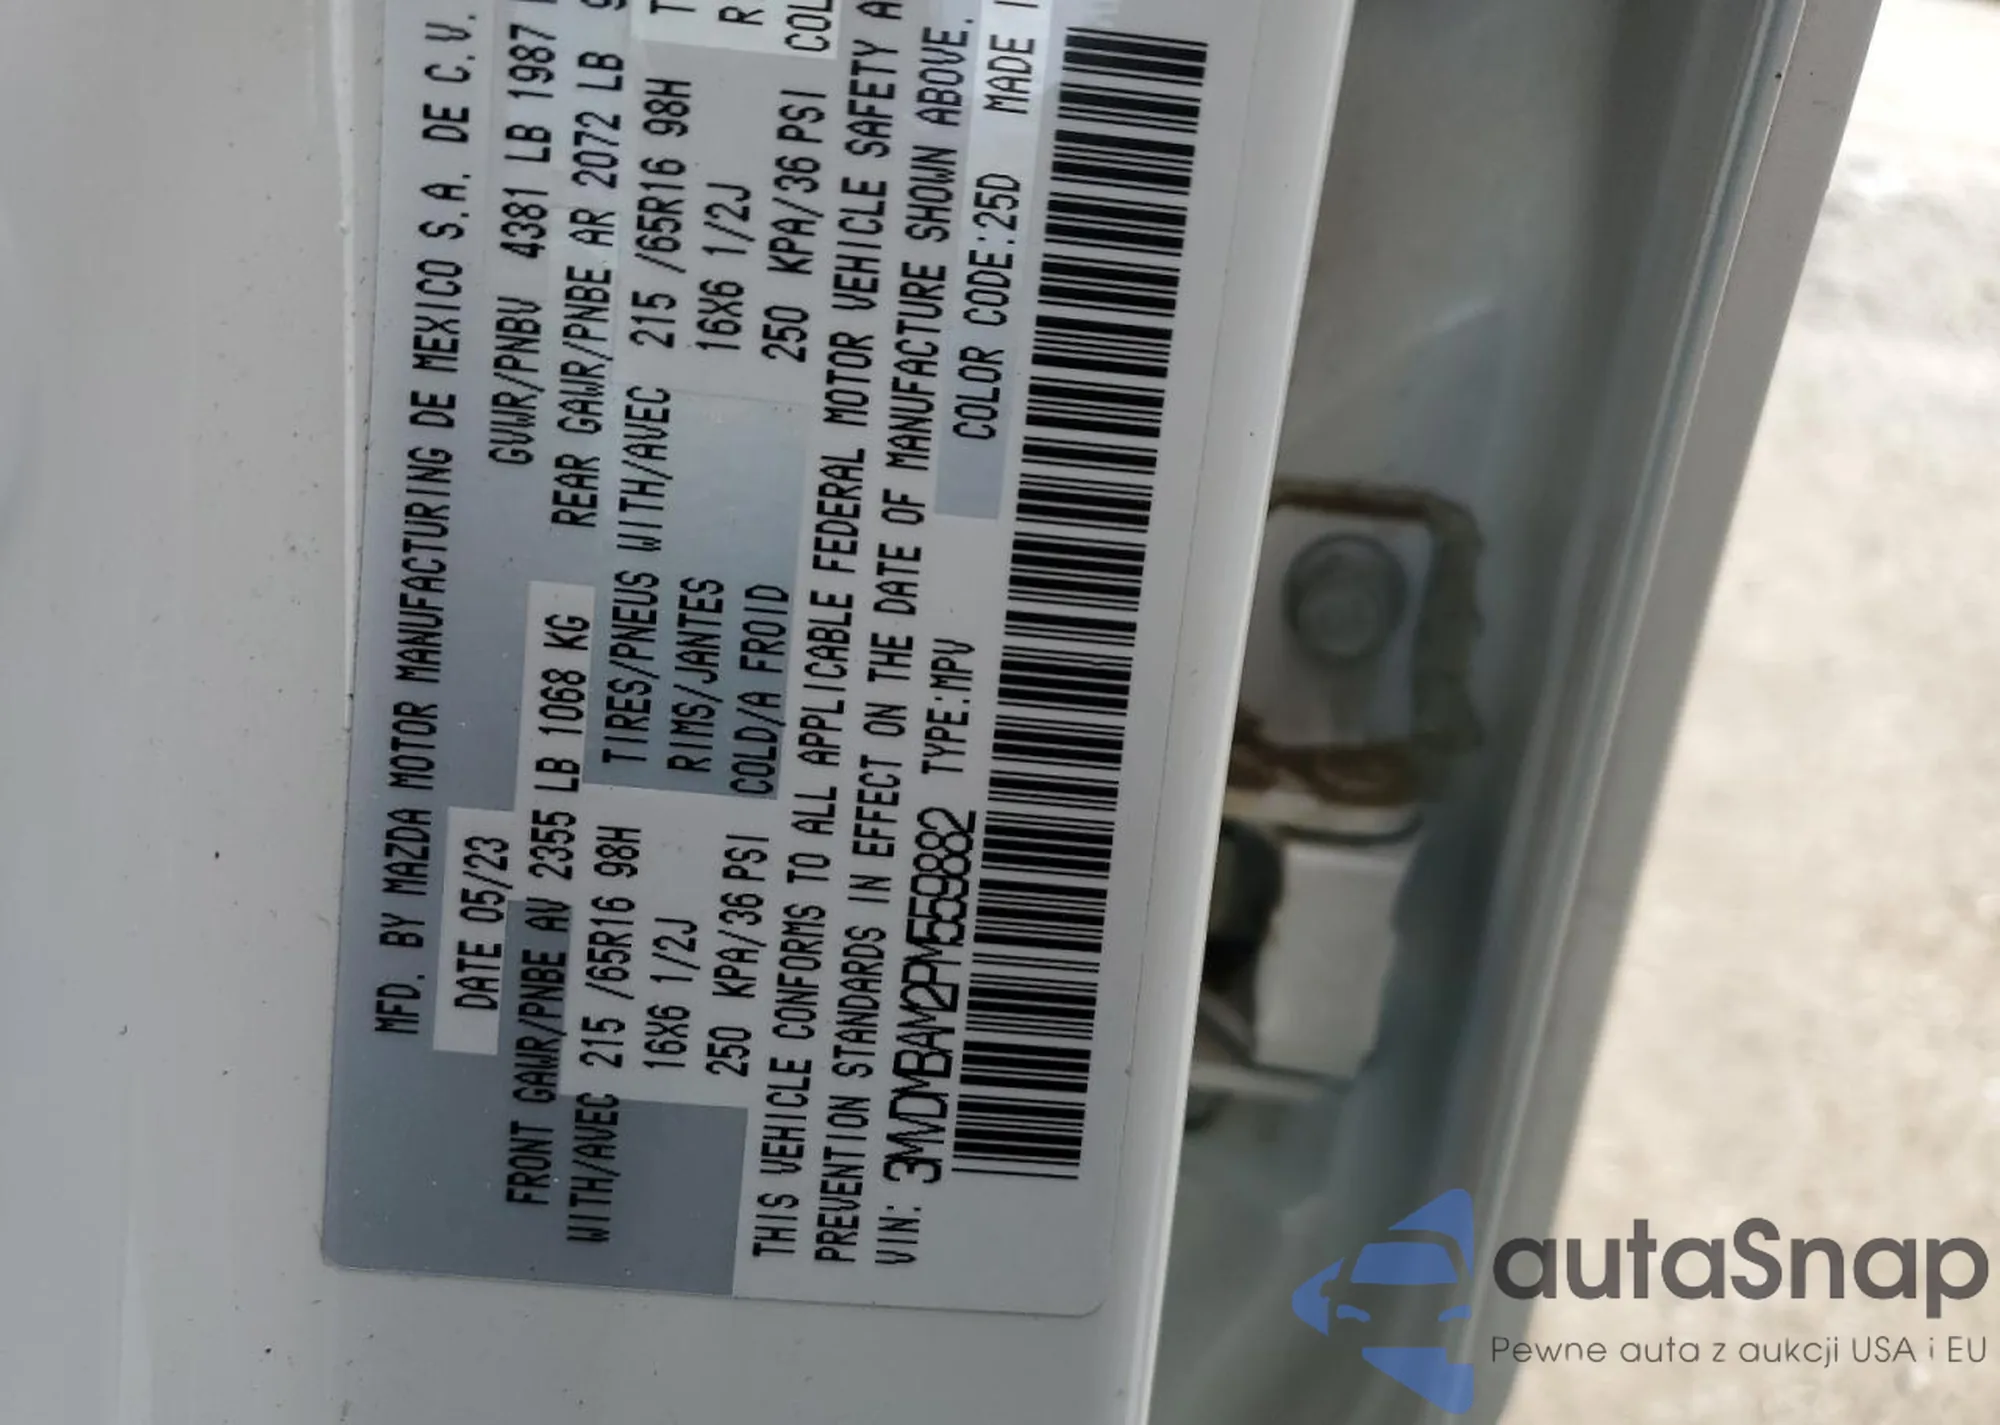 MFD. BY MAZDA MOTOR MANUFACTURING DE MEXICO S.A. DE C.V.
DATE 05/23 GVWR/PNBV 4381 LB 1987
FRONT GAWR/PNBE AV 2355 LB 1068 KG REAR GAWR/PNBE AR 2072 LB
WITH/AVEC 215 /65R16 98H TIRES/PNEUS WITH/AVEC 215 /65R16 98H
16X6 1/2J RIMS/JANTES 16X6 1/2J
250 KPA/36 PSI COLD/A FROID 250 KPA/36 PSI COL
THIS VEHICLE CONFORMS TO ALL APPLICABLE FEDERAL MOTOR VEHICLE SAFETY A
PREVENTION STANDARDS IN EFFECT ON THE DATE OF MANUFACTURE SHOWN ABOVE.
VIN: 3MVDMBAM2PM559882 TYPE:MPV COLOR CODE:25D MADE
autaSnap
Pewne auta z aukcji USA i EU